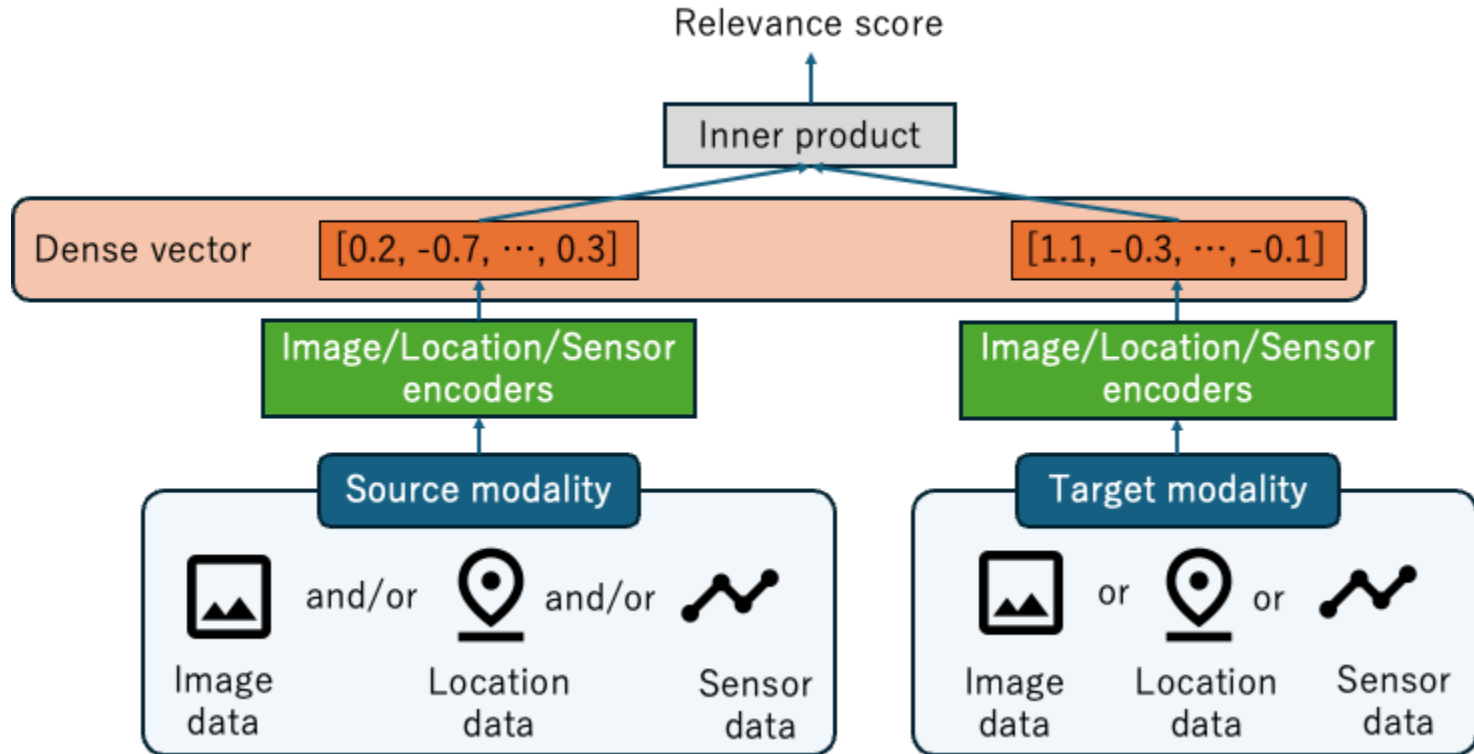 Relevance score
Inner product
Dense vector
[0.2, -0.7, ⋯, 0.3]
[1.1, -0.3, ⋯, -0.1]
Image/Location/Sensor
encoders
Image/Location/Sensor
encoders
Source modality
Target modality
and/or
and/or
Image
data
Location
data
Sensor
data
or
or
Image
data
Location
data
Sensor
data